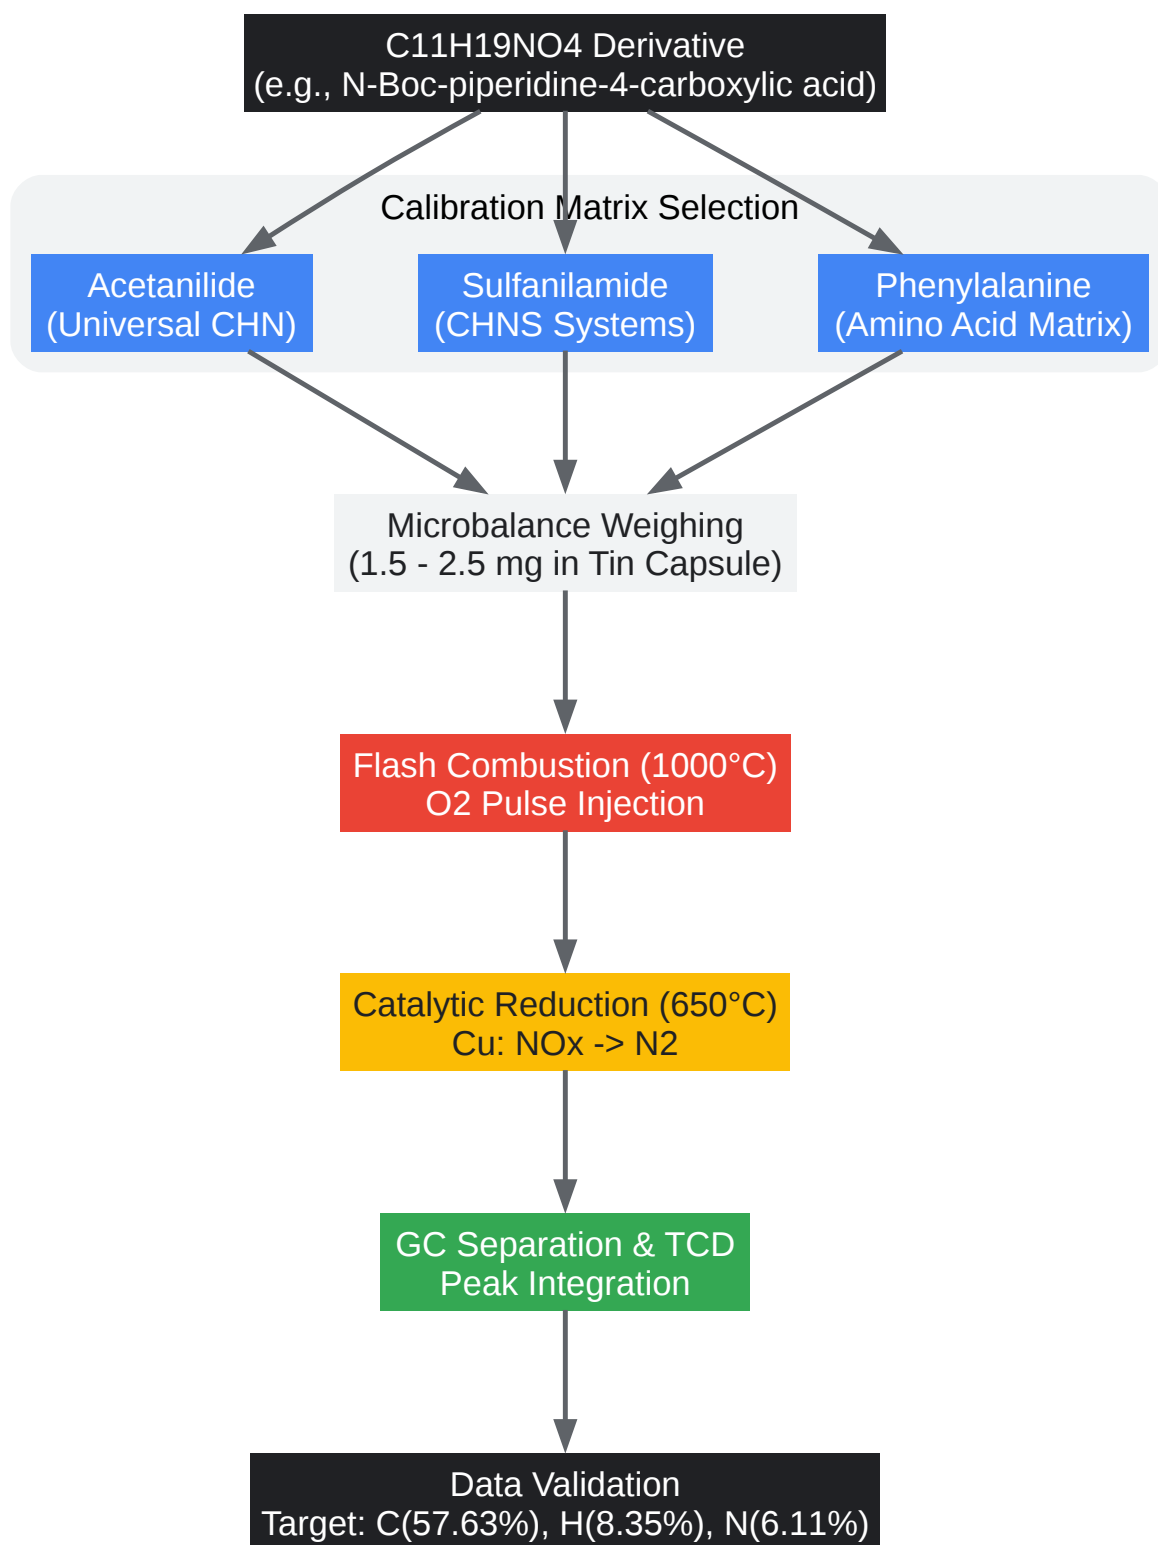 C11H19NO4 Derivative
(e.g., N-Boc-piperidine-4-carboxylic acid)
Calibration Matrix Selection
Acetanilide
(Universal CHN)
Sulfanilamide
(CHNS Systems)
Phenylalanine
(Amino Acid Matrix)
Microbalance Weighing
(1.5 - 2.5 mg in Tin Capsule)
Flash Combustion (1000°C)
O2 Pulse Injection
Catalytic Reduction (650°C)
Cu: NOx -> N2
GC Separation & TCD
Peak Integration
Data Validation
Target: C(57.63%), H(8.35%), N(6.11%)